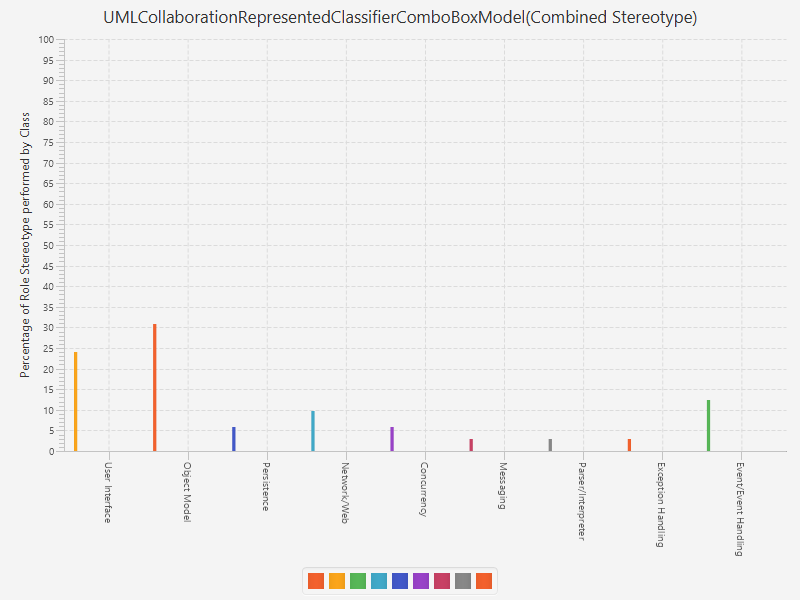 UMLCollaborationRepresentedClassifierComboBoxModel(Combined Stereotype)
Percentage of Role Stereotype performed by Class
100
95
90
85
80
75
70
65
60
55
50
45
40
35
30
25
20
15
10
5
0
User Interface
Object Model
Persistence
Network/Web
Concurrency
Messaging
Parser/Interpreter
Exception Handling
Event/Event Handling